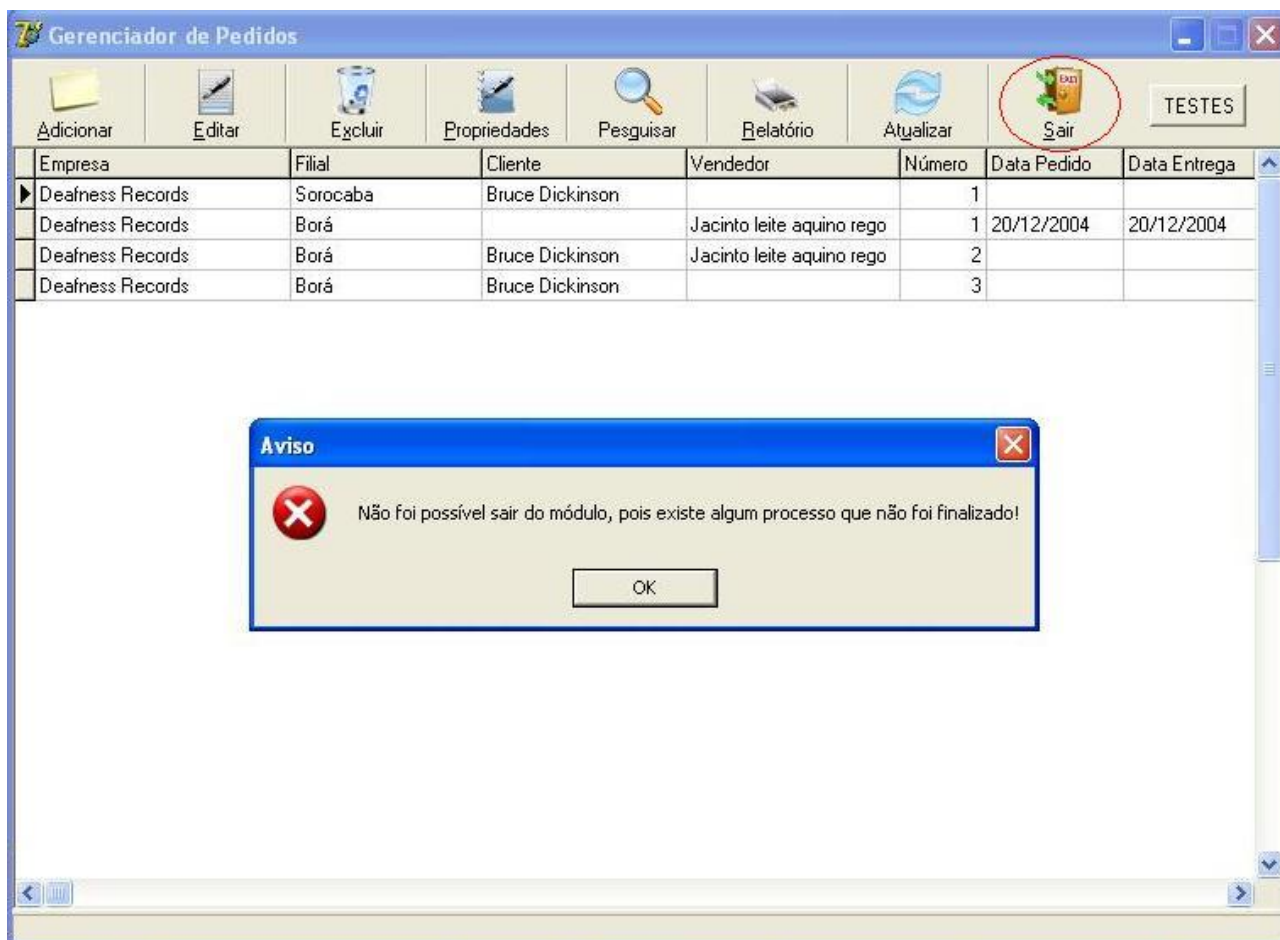 Gerenciador de Pedidos
Adicionar Editar Excluir Propriedades Pesquisar Relatório Atualizar Sair TESTES
Empresa Filial Cliente Vendedor Número Data Pedido Data Entrega
Deafness Records Sorocaba Bruce Dickinson 1
Deafness Records Borá Jacinto leite aquino rego 1 20/12/2004 20/12/2004
Deafness Records Borá Bruce Dickinson Jacinto leite aquino rego 2
Deafness Records Borá Bruce Dickinson 3
Aviso
Não foi possível sair do módulo, pois existe algum processo que não foi finalizado!
OK